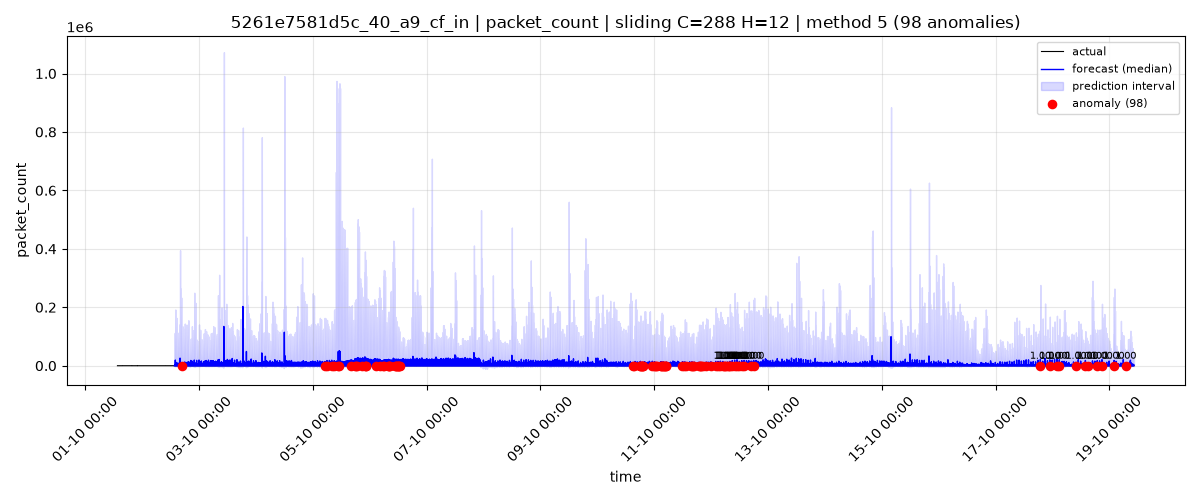 5261e7581d5c_40_a9_cf_in | packet_count | sliding C=288 H=12 | method 5 (98 anomalies)
1e6
actual
forecast (median)
prediction interval
anomaly (98)
1.0
0.8
0.6
0.4
0.2
0.0
packet_count
01-10 00:00
03-10 00:00
05-10 00:00
07-10 00:00
09-10 00:00
11-10 00:00
13-10 00:00
15-10 00:00
17-10 00:00
19-10 00:00
time